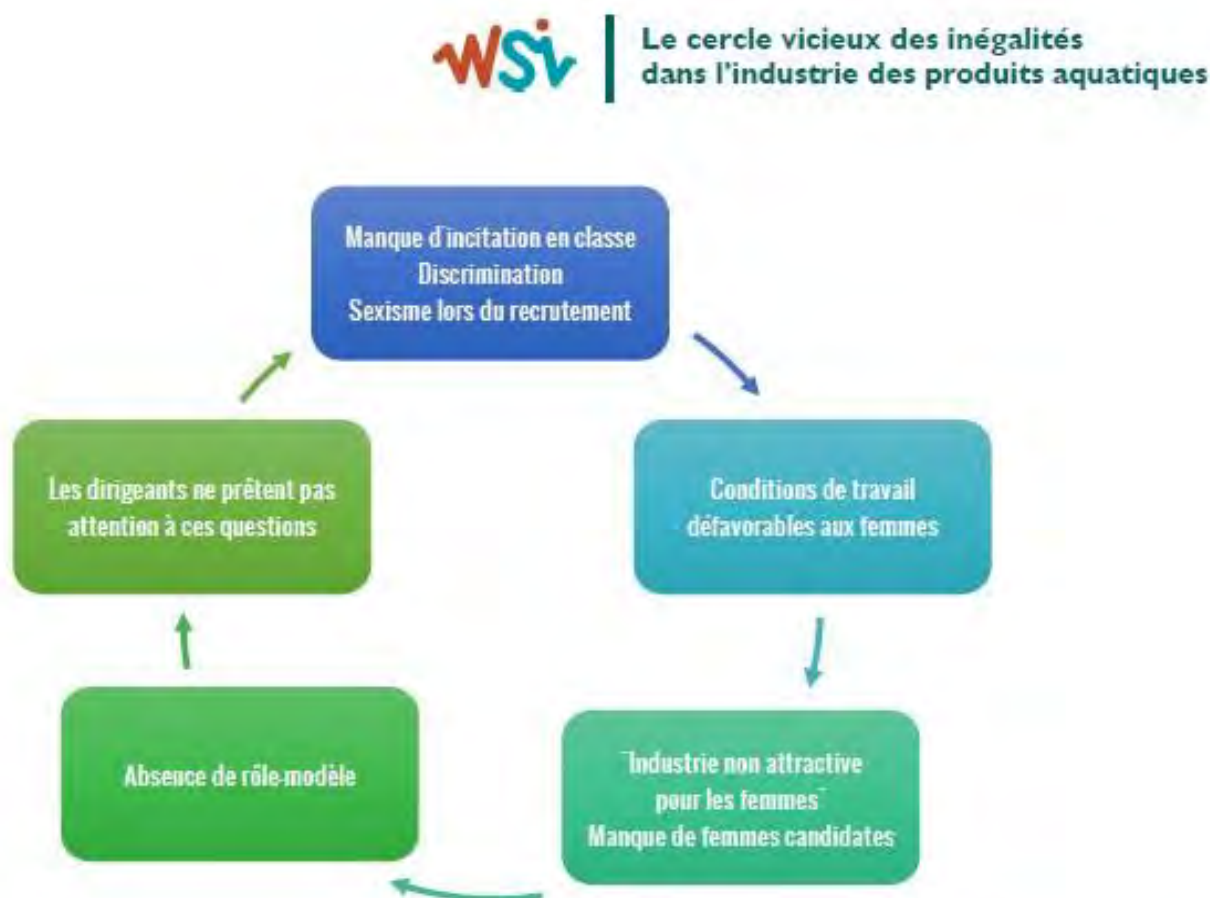 WSI
Le cercle vicieux des inégalités
dans l'industrie des produits aquatiques
Manque d'incitation en classe
Discrimination
Sexisme lors du recrutement
Conditions de travail
défavorables aux femmes
"Industrie non attractive
pour les femmes"
Manque de femmes candidates
Absence de rôle-modèle
Les dirigeants ne prêtent pas
attention à ces questions